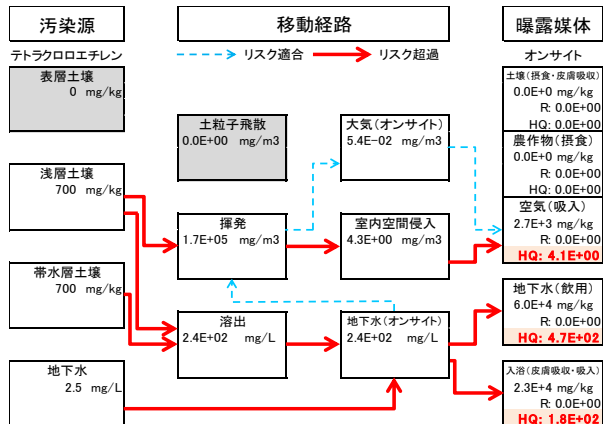 汚染源
移動経路
曝露媒体
テトラクロロエチレン
リスク適合
リスク超過
オンサイト
表層土壌
0 mg/kg
浅層土壌
700 mg/kg
帯水層土壌
700 mg/kg
地下水
2.5 mg/L
土粒子飛散
0.0E+00 mg/m3
揮発
1.7E+05 mg/m3
溶出
2.4E+02 mg/L
大気(オンサイト)
5.4E-02 mg/m3
室内空間侵入
4.3E+00 mg/m3
地下水(オンサイト)
2.4E+02 mg/L
土壌(摂食・皮膚吸収)
0.0E+0 mg/kg
R: 0.0E+00
HQ: 0.0E+00
農作物(摂食)
0.0E+0 mg/kg
R: 0.0E+00
HQ: 0.0E+00
空気(吸入)
2.7E+3 mg/kg
R: 0.0E+00
HQ: 4.1E+00
地下水(飲用)
6.0E+4 mg/kg
R: 0.0E+00
HQ: 4.7E+02
入浴(皮膚吸収・吸入)
2.3E+4 mg/kg
R: 0.0E+00
HQ: 1.8E+02